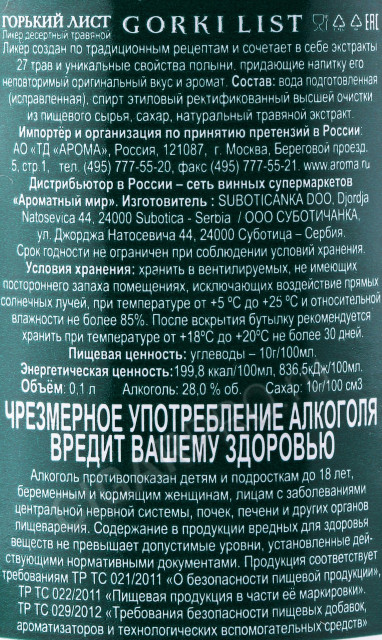 ГОРЬКИЙ ЛИСТ GORKI LIST
Ликёр десертный травяной EAC
Ликёр создан по традиционным рецептам и сочетает в себе экстракты
27 трав и уникальные свойства полыни, придающие напитку его
неповторимый оригинальный вкус и аромат. Состав: вода подготовленная
(исправленная), спирт этиловый ректификованный высшей очистки
из пищевого сырья, сахар, натуральный травяной экстракт.
Импортёр и организация по принятию претензий в России:
АО «ТД «АРОМА», Россия, 121087, г. Москва, Береговой проезд.
5, стр.1, тел. (495) 777-55-20, факс (495) 777-55-21. www.aroma.ru
Дистрибьютор в России – сеть винных супермаркетов
«Ароматный мир». Изготовитель : SUBOTICANKA DOO, Djordja
Natosevica 44, 24000 Subotica - Serbia / ООО СУБОТИЧАНКА,
ул. Джорджа Натосевича 44, 24000 Суботица – Сербия.
Срок годности не ограничен при соблюдении условий хранения.
Условия хранения: хранить в вентилируемых, не имеющих
постороннего запаха помещениях, исключающих воздействие прямых
солнечных лучей, при температуре от +5 ºС до +25 ºС и относительной
влажности не более 85%. После вскрытия бутылку рекомендуется
хранить при температуре от +18ºС до +20ºС не более 30 дней.
Пищевая ценность: углеводы – 10г/100мл.
Энергетическая ценность:199,8 ккал/100мл, 836,5кДж/100мл.
Объём: 0,1 л Алкоголь: 28,0 % об. Сахар: 10г/100 см3
ЧРЕЗМЕРНОЕ УПОТРЕБЛЕНИЕ АЛКОГОЛЯ
ВРЕДИТ ВАШЕМУ ЗДОРОВЬЮ
Алкоголь противопоказан детям и подросткам до 18 лет,
беременным и кормящим женщинам, лицам с заболеваниями
центральной нервной системы, почек, печени и других органов
пищеварения. Содержание в продукции вредных для здоровья
веществ не превышает допустимые уровни, установленные дей-
ствующими нормативными документами. Продукция соответствует
требованиям ТР ТС 021/2011 «О безопасности пищевой продукции»,
ТР ТС 022/2011 «Пищевая продукция в части её маркировки».
ТР ТС 029/2012 «Требования безопасности пищевых добавок,
ароматизаторов и технологических вспомогательных средств»